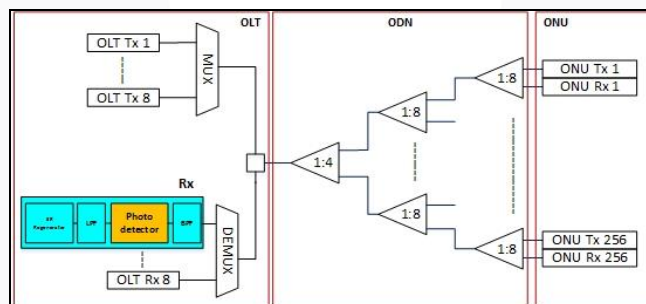 OLT
ODN
ONU
OLT Tx 1
OLT Tx 8
MUX
1:4
1:8
1:8
1:8
1:8
ONU Tx 1
ONU Rx 1
Rx
LPF
Photo
detector
BPF
DEMUX
OLT Rx 8
ONU Tx 256
ONU Rx 256